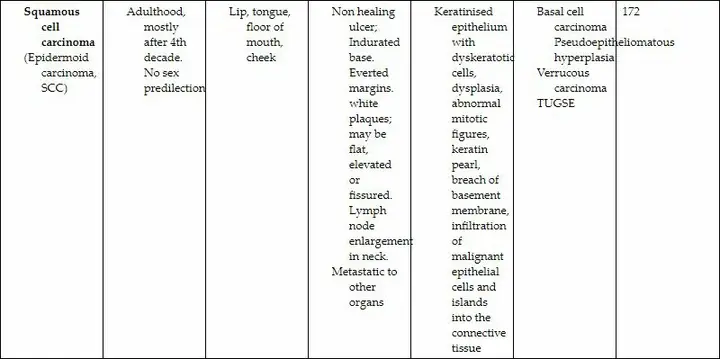 Squamous
cell
carcinoma
(Epidermoid
carcinoma,
SCC)
Adulthood,
mostly
after 4th
decade.
No sex
predilection
Lip, tongue,
floor of
mouth,
cheek
Non healing
ulcer;
Indurated
base.
Everted
margins.
white
plaques;
may be
flat,
elevated
or
fissured.
Lymph
node
enlargement
in neck.
Metastatic to
other
organs
Keratinised
epithelium
with
dyskeratotic
cells,
dysplasia,
abnormal
mitotic
figures,
keratin
pearl,
breach of
basement
membrane,
infiltration
of
malignant
epithelial
cells and
islands
into the
connective
tissue
Basal cell
carcinoma
Pseudoepitheliomatous
hyperplasia
Verrucous
carcinoma
TUGSE
172